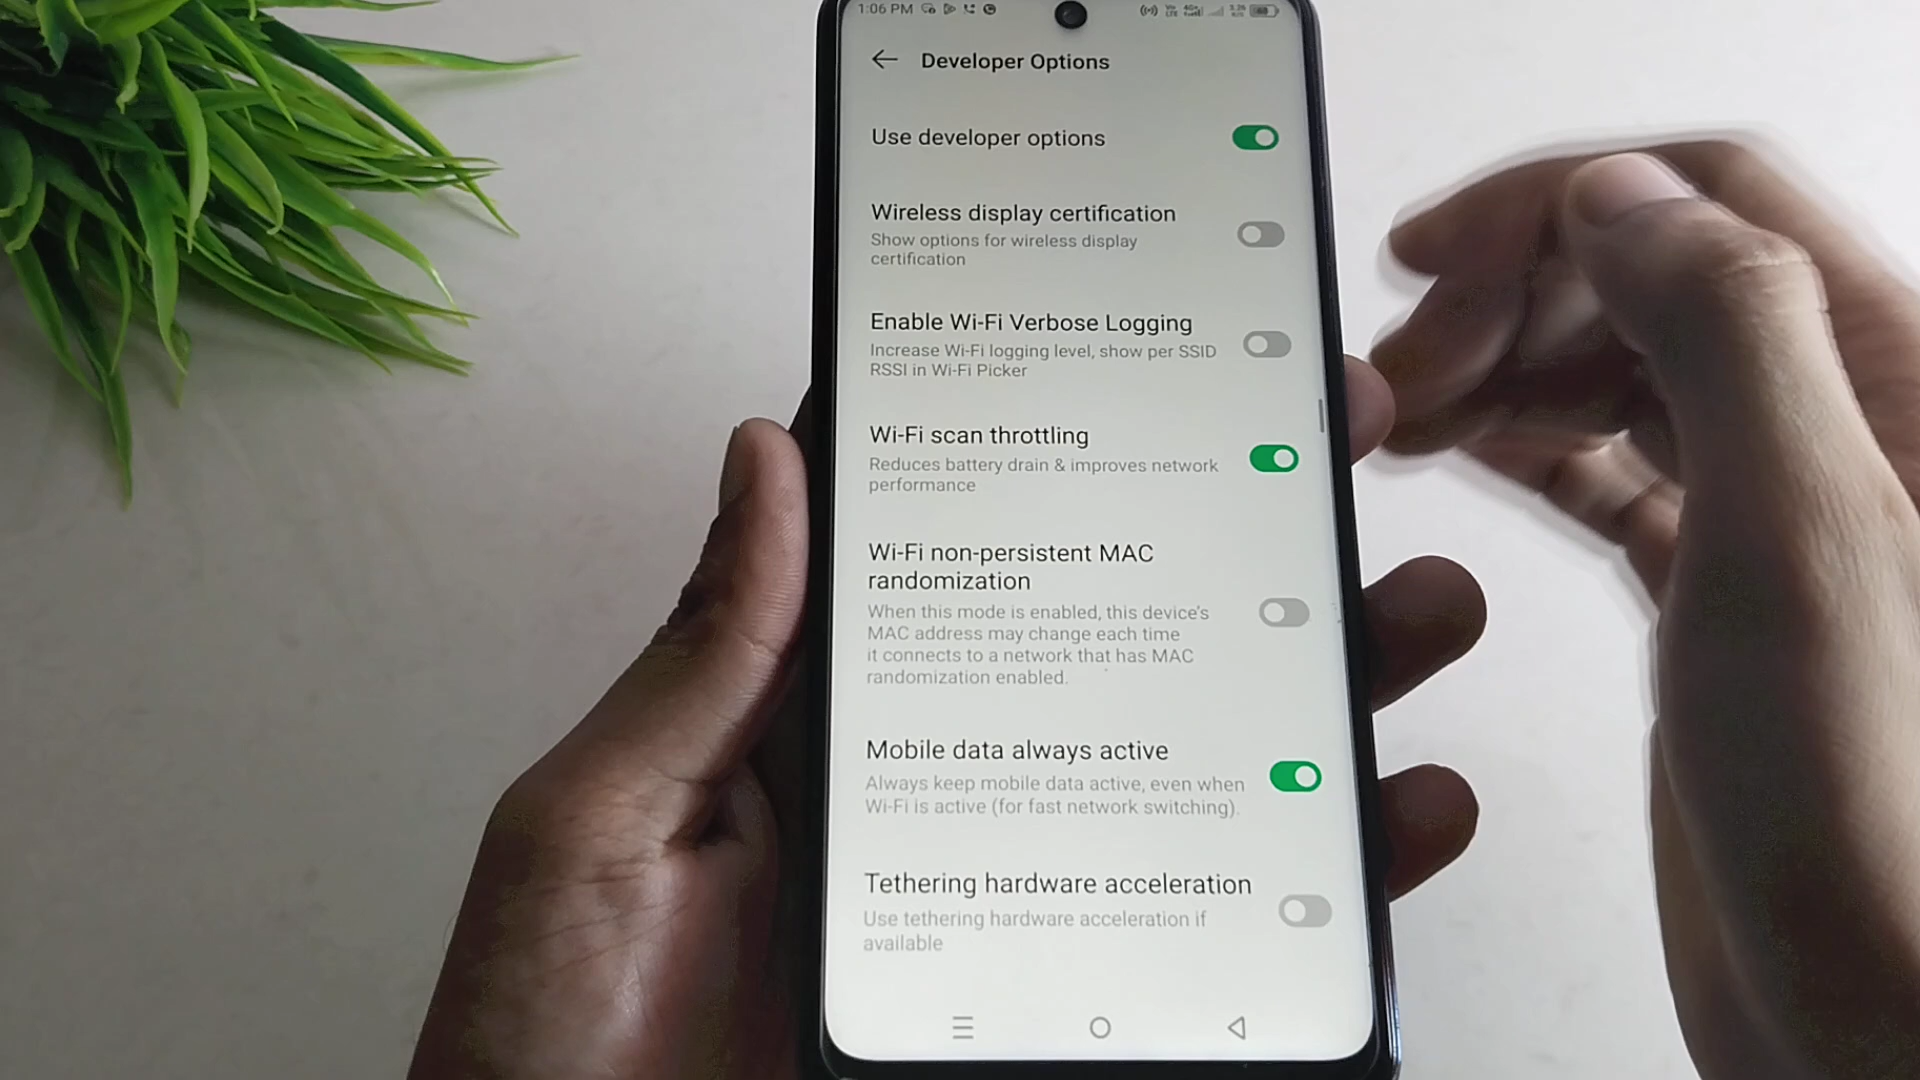 1:06 PM
Developer Options
Use developer options
Wireless display certification
Show options for wireless display
certification
Enable Wi-Fi Verbose Logging
Increase Wi-Fi logging level, show per SSID
RSSI in Wi-Fi Picker
Wi-Fi scan throttling
Reduces battery drain & improves network
performance
Wi-Fi non-persistent MAC
randomization
When this mode is enabled, this device's
MAC address may change each time
it connects to a network that has MAC
randomization enabled.
Mobile data always active
Always keep mobile data active, even when
Wi-Fi is active (for fast network switching).
Tethering hardware acceleration
Use tethering hardware acceleration if
available